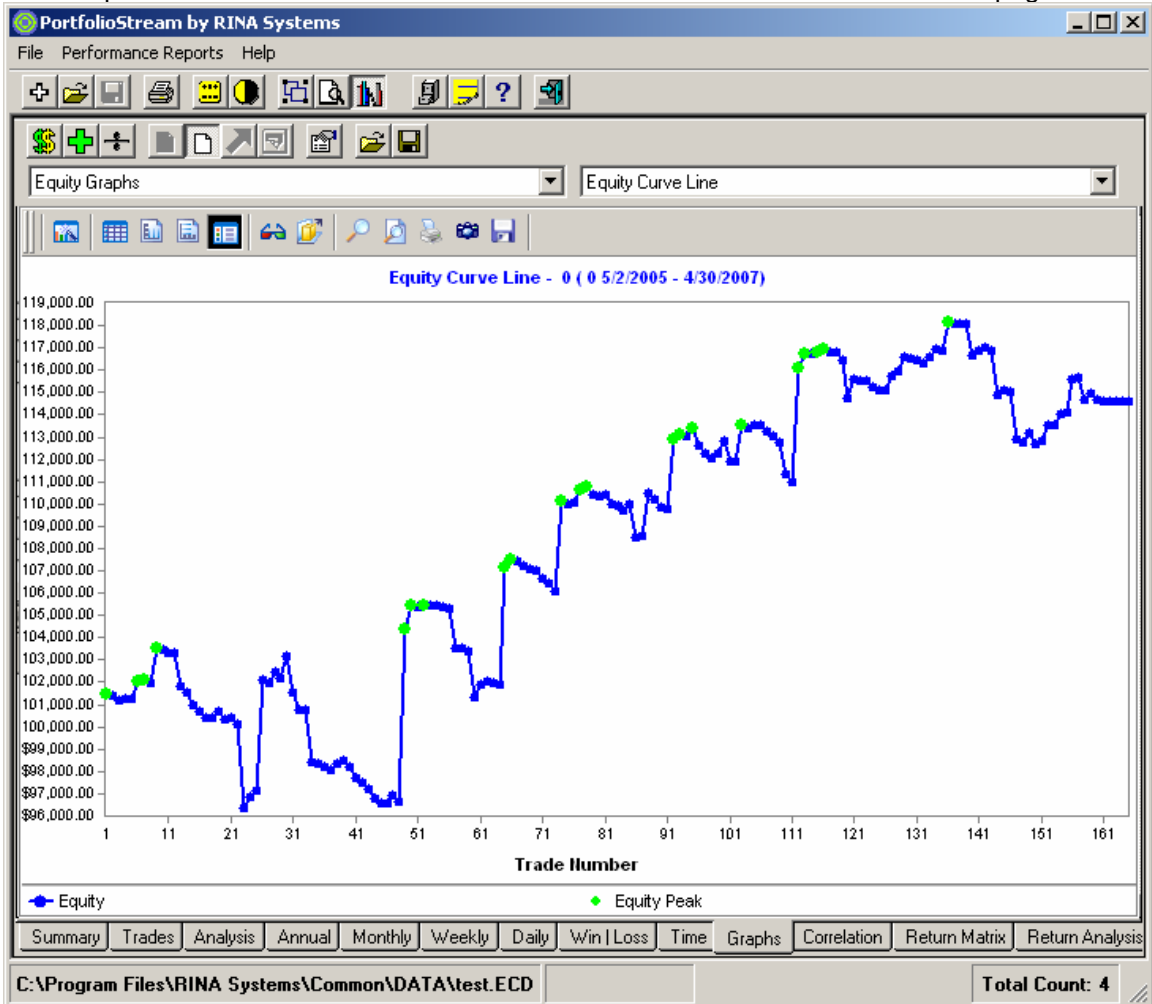 PortfolioStream by RINA Systems
File Performance Reports Help
Equity Graphs
Equity Curve Line
Equity Curve Line - 0 ( 0 5/2/2005 - 4/30/2007)
119,000.00
118,000.00
117,000.00
116,000.00
115,000.00
114,000.00
113,000.00
112,000.00
111,000.00
110,000.00
109,000.00
108,000.00
107,000.00
106,000.00
105,000.00
104,000.00
103,000.00
102,000.00
101,000.00
100,000.00
$99,000.00
$98,000.00
$97,000.00
$96,000.00
1 11 21 31 41 51 61 71 81 91 101 111 121 131 141 151 161
Trade Number
Equity Equity Peak
Summary Trades Analysis Annual Monthly Weekly Daily Win | Loss Time Graphs Correlation Return Matrix Return Analysis
C:\Program Files\RINA Systems\Common\DATA\test.ECD Total Count: 4